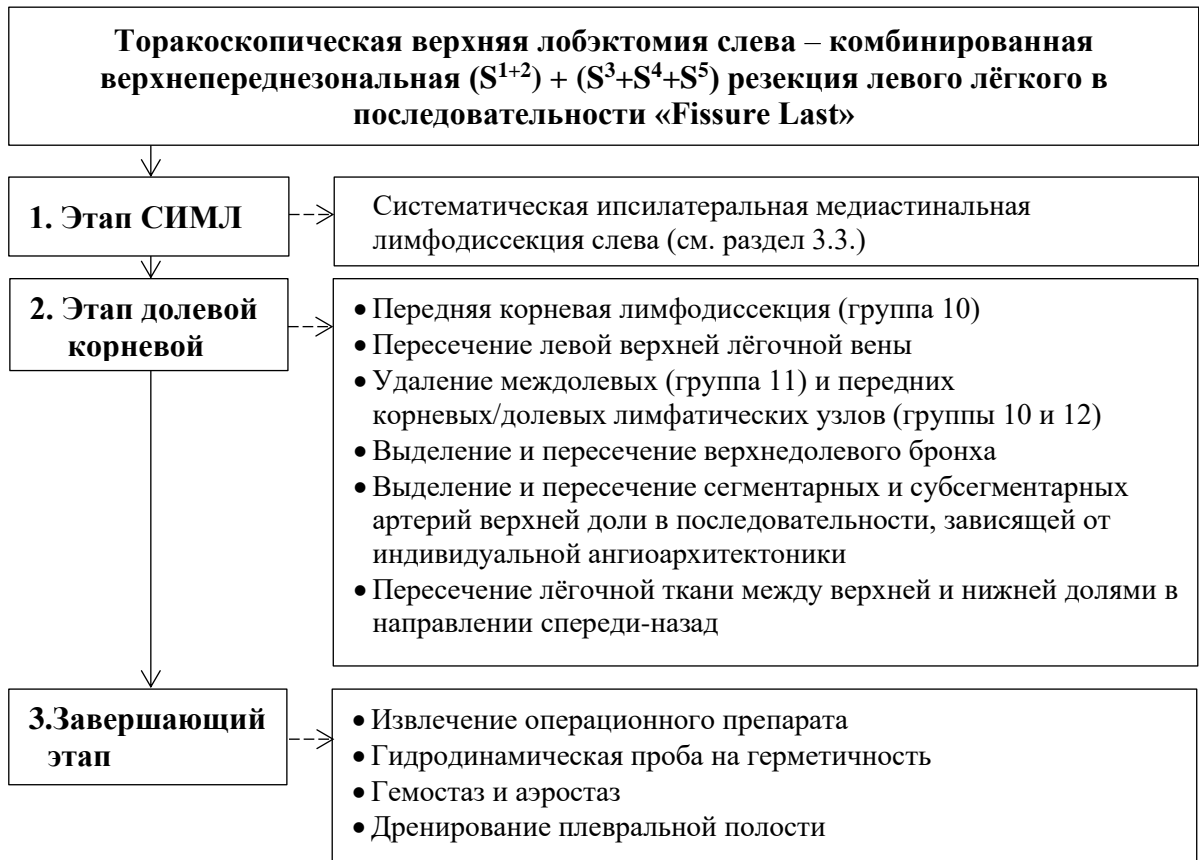 Торакоскопическая верхняя лобэктомия слева – комбинированная
верхнепереднезональная (S¹⁺²) + (S³+S⁴+S⁵) резекция левого лёгкого в
последовательности «Fissure Last»
1. Этап СИМЛ
Систематическая ипсилатеральная медиастинальная
лимфодиссекция слева (см. раздел 3.3.)
2. Этап долевой
корневой
• Передняя корневая лимфодиссекция (группа 10)
• Пересечение левой верхней лёгочной вены
• Удаление междолевых (группа 11) и передних
корневых/долевых лимфатических узлов (группы 10 и 12)
• Выделение и пересечение верхнедолевого бронха
• Выделение и пересечение сегментарных и субсегментарных
артерий верхней доли в последовательности, зависящей от
индивидуальной ангиоархитектоники
• Пересечение лёгочной ткани между верхней и нижней долями в
направлении спереди-назад
3.Завершающий
этап
• Извлечение операционного препарата
• Гидродинамическая проба на герметичность
• Гемостаз и аэростаз
• Дренирование плевральной полости